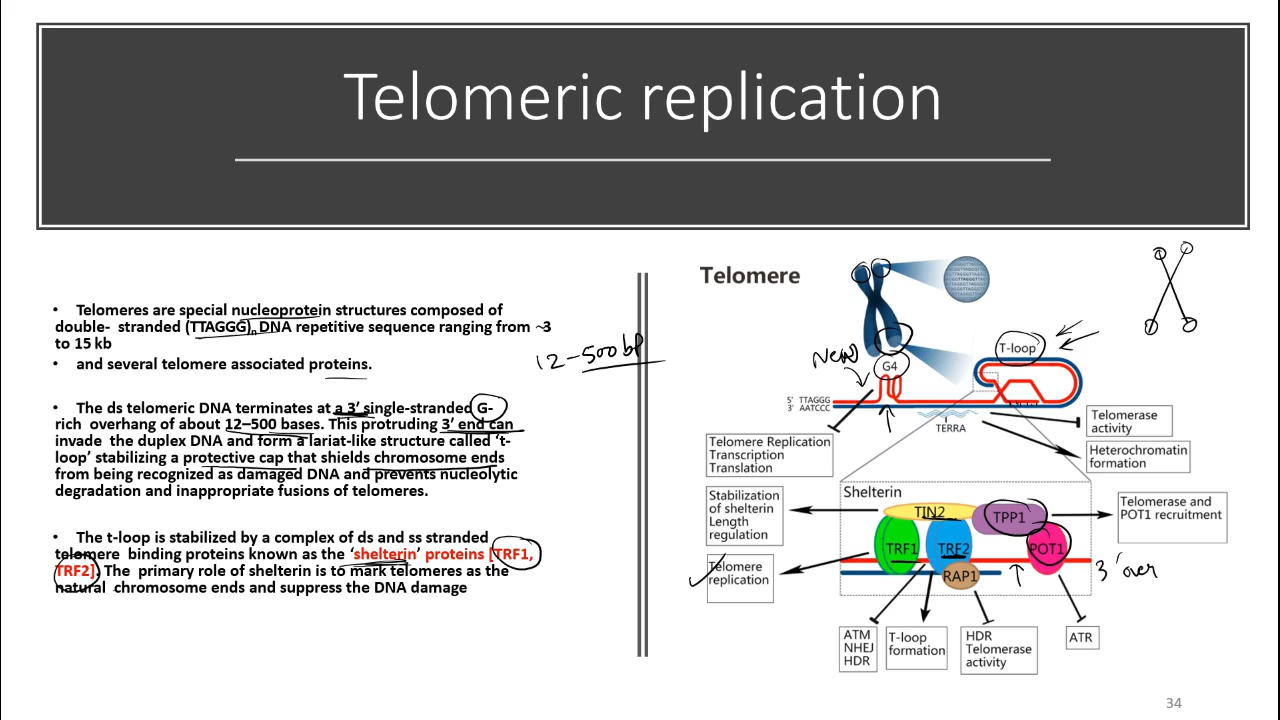 Telomeric replication
• Telomeres are special nucleoprotein structures composed of
double- stranded (TTAGGG)n DNA repetitive sequence ranging from ~3
to 15 kb
• and several telomere associated proteins.
• The ds telomeric DNA terminates at a 3′ single-stranded G-
rich overhang of about 12–500 bases. This protruding 3′ end can
invade the duplex DNA and form a lariat-like structure called ‘t-
loop’ stabilizing a protective cap that shields chromosome ends
from being recognized as damaged DNA and prevents nucleolytic
degradation and inappropriate fusions of telomeres.
• The t-loop is stabilized by a complex of ds and ss stranded
telomere binding proteins known as the ‘shelterin’ proteins [TRF1,
TRF2]. The primary role of shelterin is to mark telomeres as the
natural chromosome ends and suppress the DNA damage
12-500 bp
Telomere
New
G4
T-loop
5' TTAGGG
3' AATCCC
TERRA
Telomere Replication
Transcription
Translation
Telomerase
activity
Heterochromatin
formation
Shelterin
Stabilization
of shelterin
Length
regulation
TIN2
TPP1
Telomerase and
POT1 recruitment
TRF1
TRF2
POT1
RAP1
Telomere
replication
3' over
ATM
NHEJ
HDR
T-loop
formation
HDR
Telomerase
activity
ATR
34